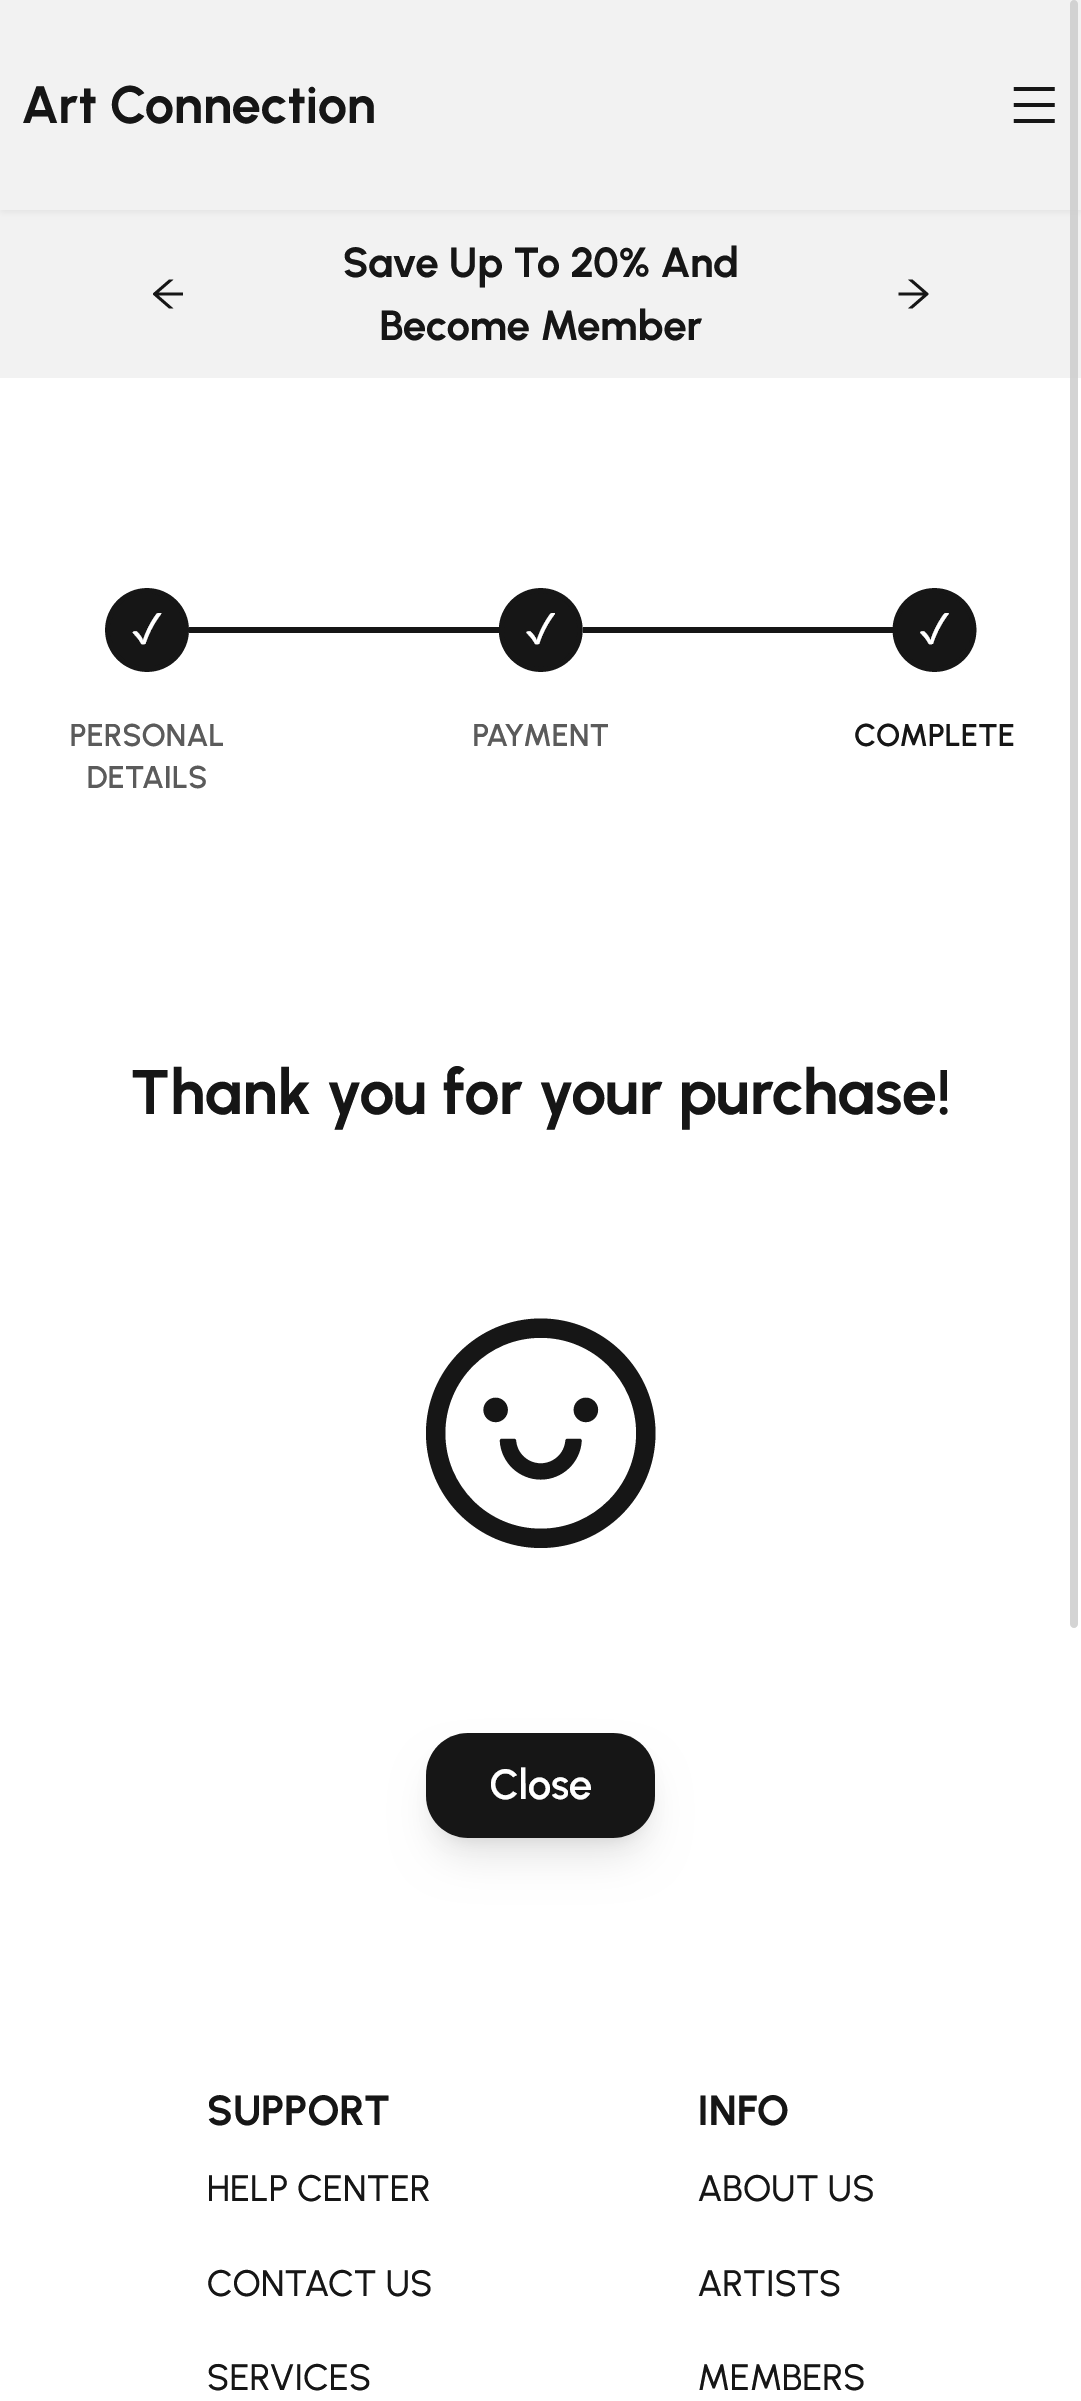 Art Connection
Save Up To 20% And
Become Member
PERSONAL
DETAILS
PAYMENT
COMPLETE
Thank you for your purchase!
Close
SUPPORT
HELP CENTER
CONTACT US
SERVICES
INFO
ABOUT US
ARTISTS
MEMBERS